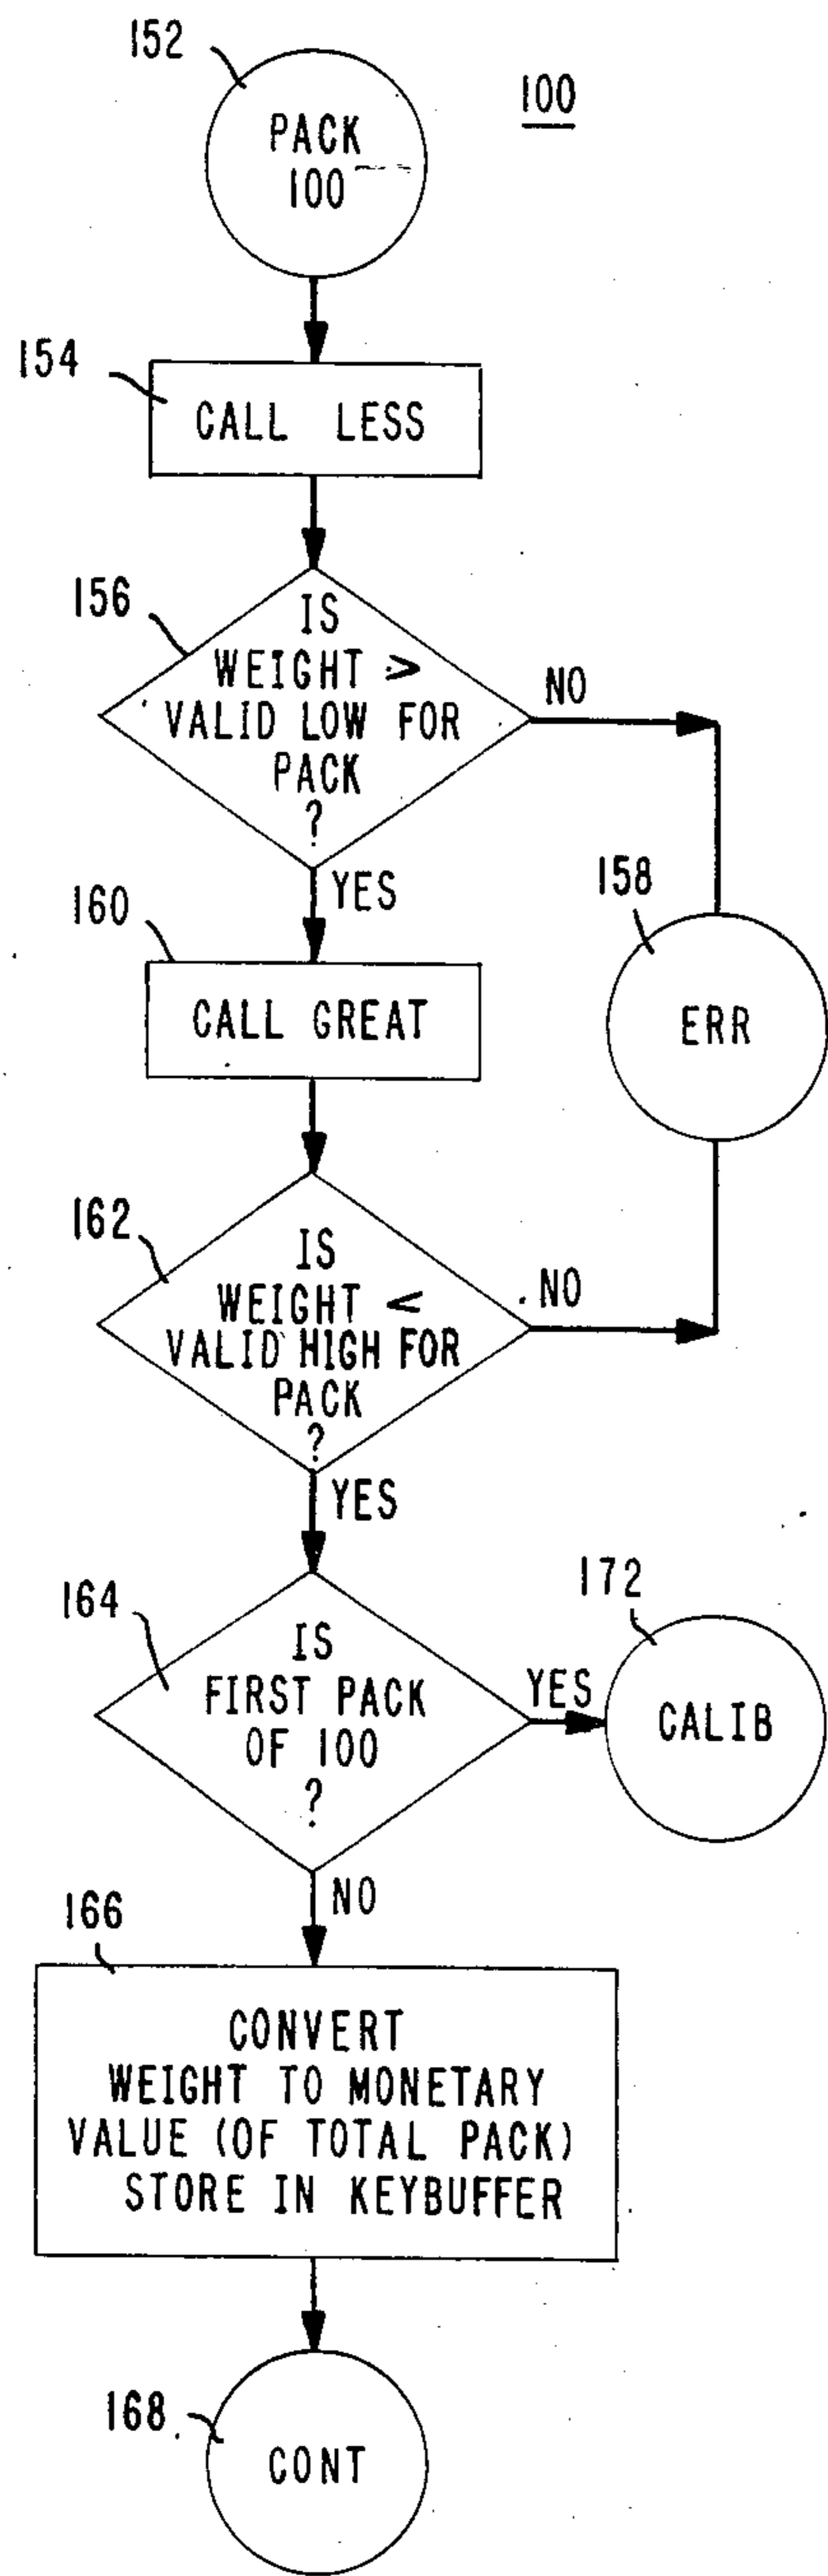 152
100
PACK
100
154
CALL LESS
156
IS
WEIGHT >
VALID LOW FOR
PACK
?
NO
YES
158
ERR
160
CALL GREAT
162
IS
WEIGHT <
VALID HIGH FOR
PACK
?
NO
YES
164
IS
FIRST PACK
OF 100
?
YES
172
CALIB
NO
166
CONVERT
WEIGHT TO MONETARY
VALUE (OF TOTAL PACK)
STORE IN KEYBUFFER
168
CONT